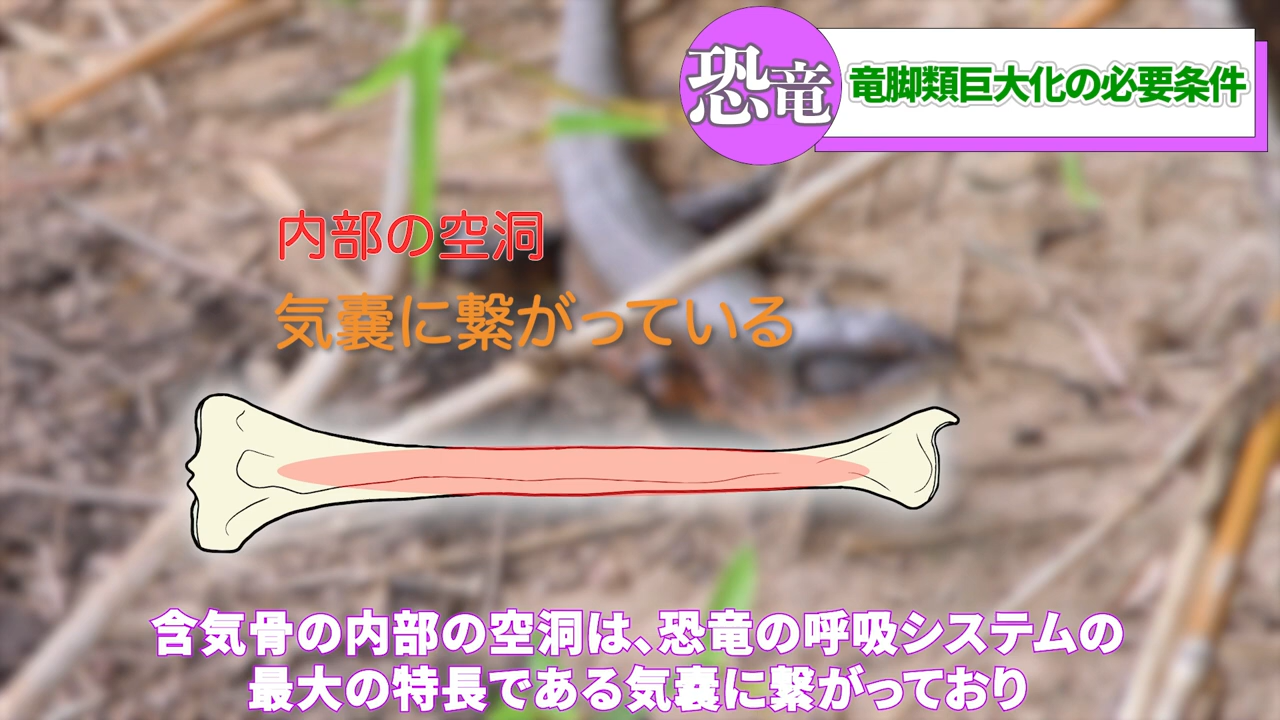 恐竜
竜脚類巨大化の必要条件
内部の空洞
気嚢に繋がっている
含気骨の内部の空洞は、恐竜の呼吸システムの
最大の特長である気嚢に繋がっており